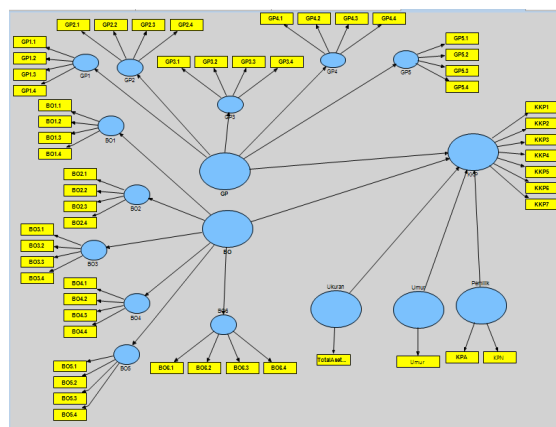 GP1.1
GP1.2
GP1.3
GP1.4
GP1
GP2.1
GP2.2
GP2.3
GP2.4
GP2
GP3.1
GP3.2
GP3.3
GP3.4
GP3
GP4.1
GP4.2
GP4.3
GP4.4
GP4
GP5.1
GP5.2
GP5.3
GP5.4
GP5
GP
BO1.1
BO1.2
BO1.3
BO1.4
BO1
BO2.1
BO2.2
BO2.3
BO2.4
BO2
BO3.1
BO3.2
BO3.3
BO3.4
BO3
BO4.1
BO4.2
BO4.3
BO4.4
BO4
BO5.1
BO5.2
BO5.3
BO5.4
BO5
BO6
BO6.1
BO6.2
BO6.3
BO6.4
BO
KKP1
KKP2
KKP3
KKP4
KKP5
KKP6
KKP7
KKP
Ukuran
TotalAset...
Umur
Umur
Pemilik
KPA